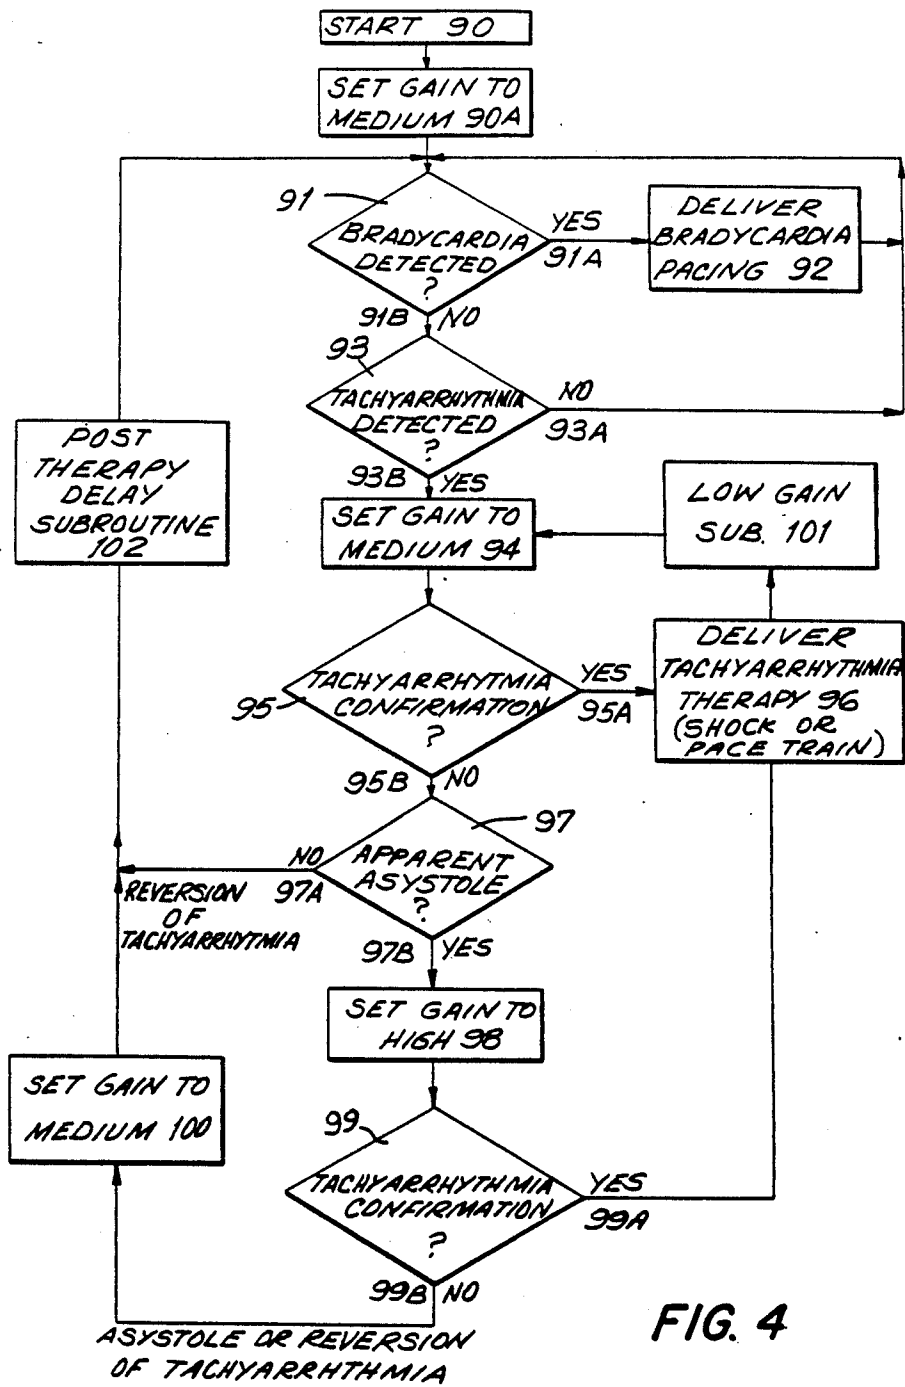 START 90
SET GAIN TO
MEDIUM 90A
91
BRADYCARDIA
DETECTED
?
YES
91A
DELIVER
BRADYCARDIA
PACING 92
91B NO
93
TACHYARRHYTHMIA
DETECTED
?
NO
93A
93B YES
POST
THERAPY
DELAY
SUBROUTINE
102
SET GAIN TO
MEDIUM 94
LOW GAIN
SUB. 101
95
TACHYARRHYTMIA
CONFIRMATION
?
YES
95A
DELIVER
TACHYARRHYTHMIA
THERAPY 96
(SHOCK OR
PACE TRAIN)
95B NO
97
APPARENT
ASYSTOLE
?
NO
97A
REVERSION
OF
TACHYARRHYTMIA
97B YES
SET GAIN TO
HIGH 98
SET GAIN TO
MEDIUM 100
99
TACHYARRHYTHMIA
CONFIRMATION
?
YES
99A
99B NO
ASYSTOLE OR REVERSION
OF TACHYARRHTHMIA
FIG. 4